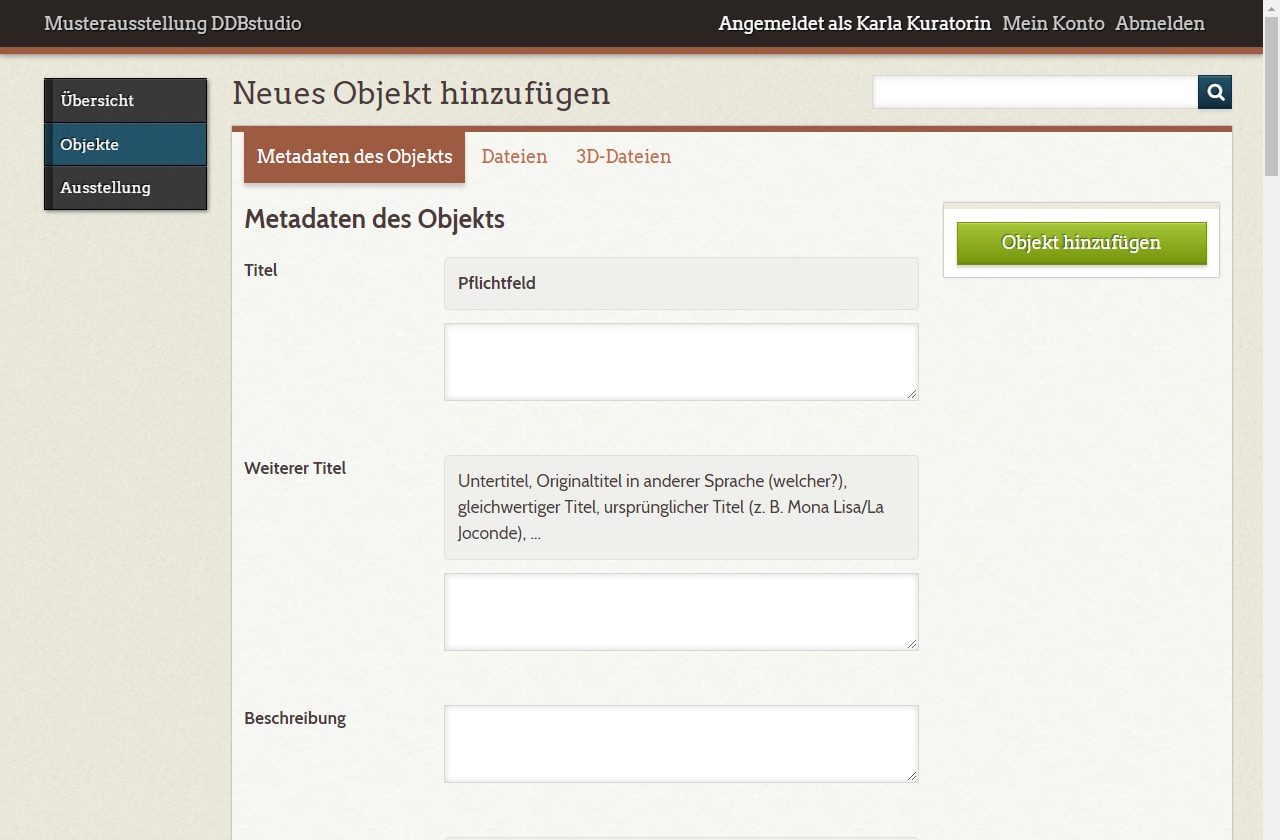 Musterausstellung DDBstudio
Angemeldet als Karla Kuratorin Mein Konto Abmelden
Übersicht
Objekte
Ausstellung
Neues Objekt hinzufügen
Metadaten des Objekts Dateien 3D-Dateien
Metadaten des Objekts
Objekt hinzufügen
Titel
Pflichtfeld
Weiterer Titel
Untertitel, Originaltitel in anderer Sprache (welcher?),
gleichwertiger Titel, ursprünglicher Titel (z. B. Mona Lisa/La
Joconde), ...
Beschreibung